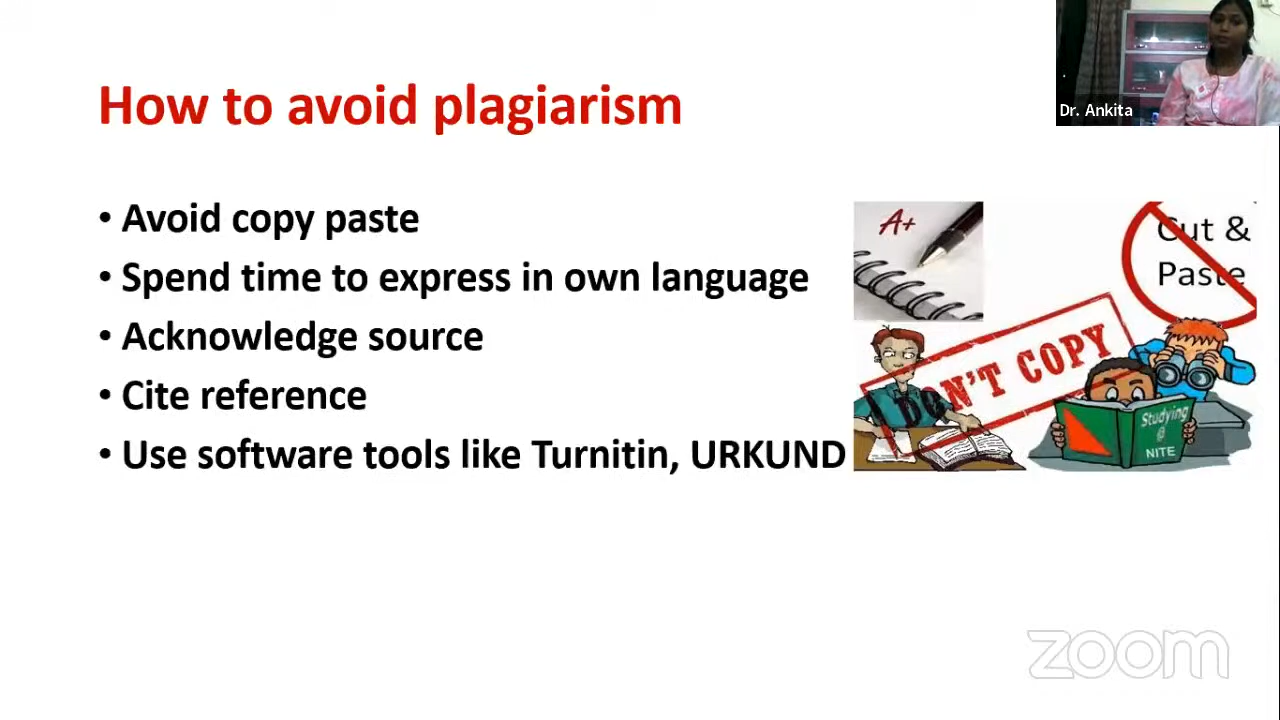 How to avoid plagiarism
Dr. Ankita
• Avoid copy paste
• Spend time to express in own language
• Acknowledge source
• Cite reference
• Use software tools like Turnitin, URKUND
A+
Cut &
Paste
DON'T COPY
Studying
@
NITE
zoom